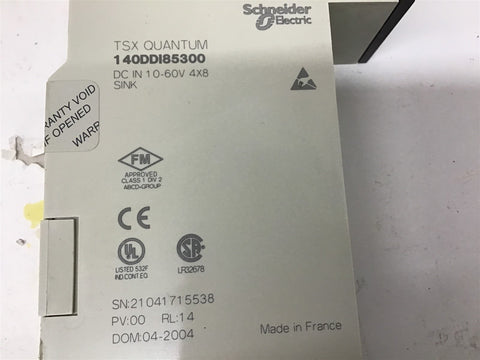 Schneider
Electric
TSX QUANTUM
140DDI85300
DC IN 10-60V 4X8
SINK
WARRANTY VOID
IF OPENED
WARR
FM
APPROVED
CLASS 1 DIV. 2
ABCD-GROUP
CE
UL
LISTED 532F
IND.CONT.EQ.
SA
LR32678
SN:21041715538
PV:00 RL:14
DOM:04-2004
Made in France